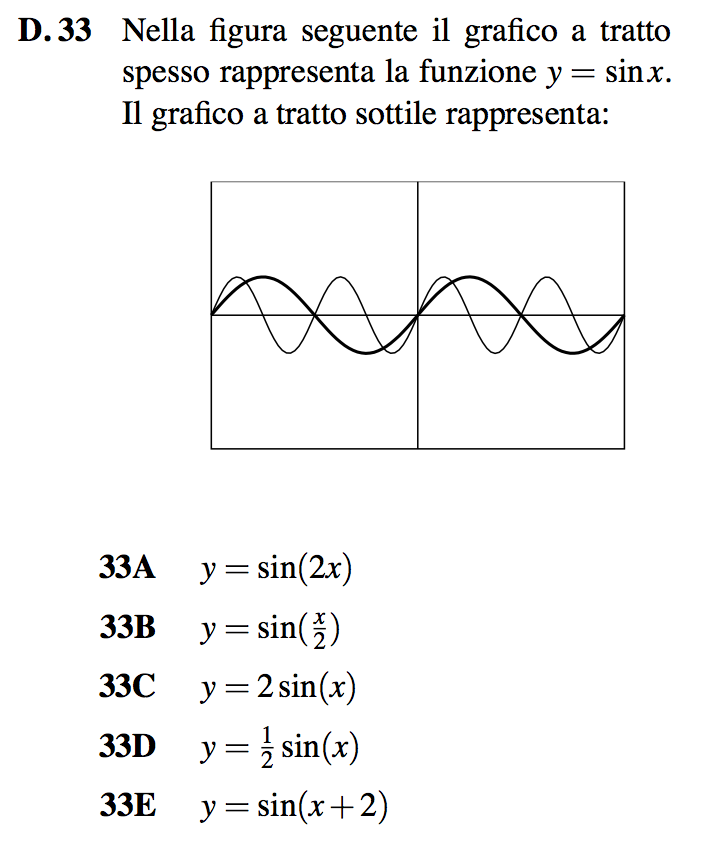 D. 33 Nella figura seguente il grafico a tratto
spesso rappresenta la funzione y = sin x.
Il grafico a tratto sottile rappresenta:
33A y = sin(2x)
33B y = sin(x/2)
33C y = 2 sin(x)
33D y = 1/2 sin(x)
33E y = sin(x+2)